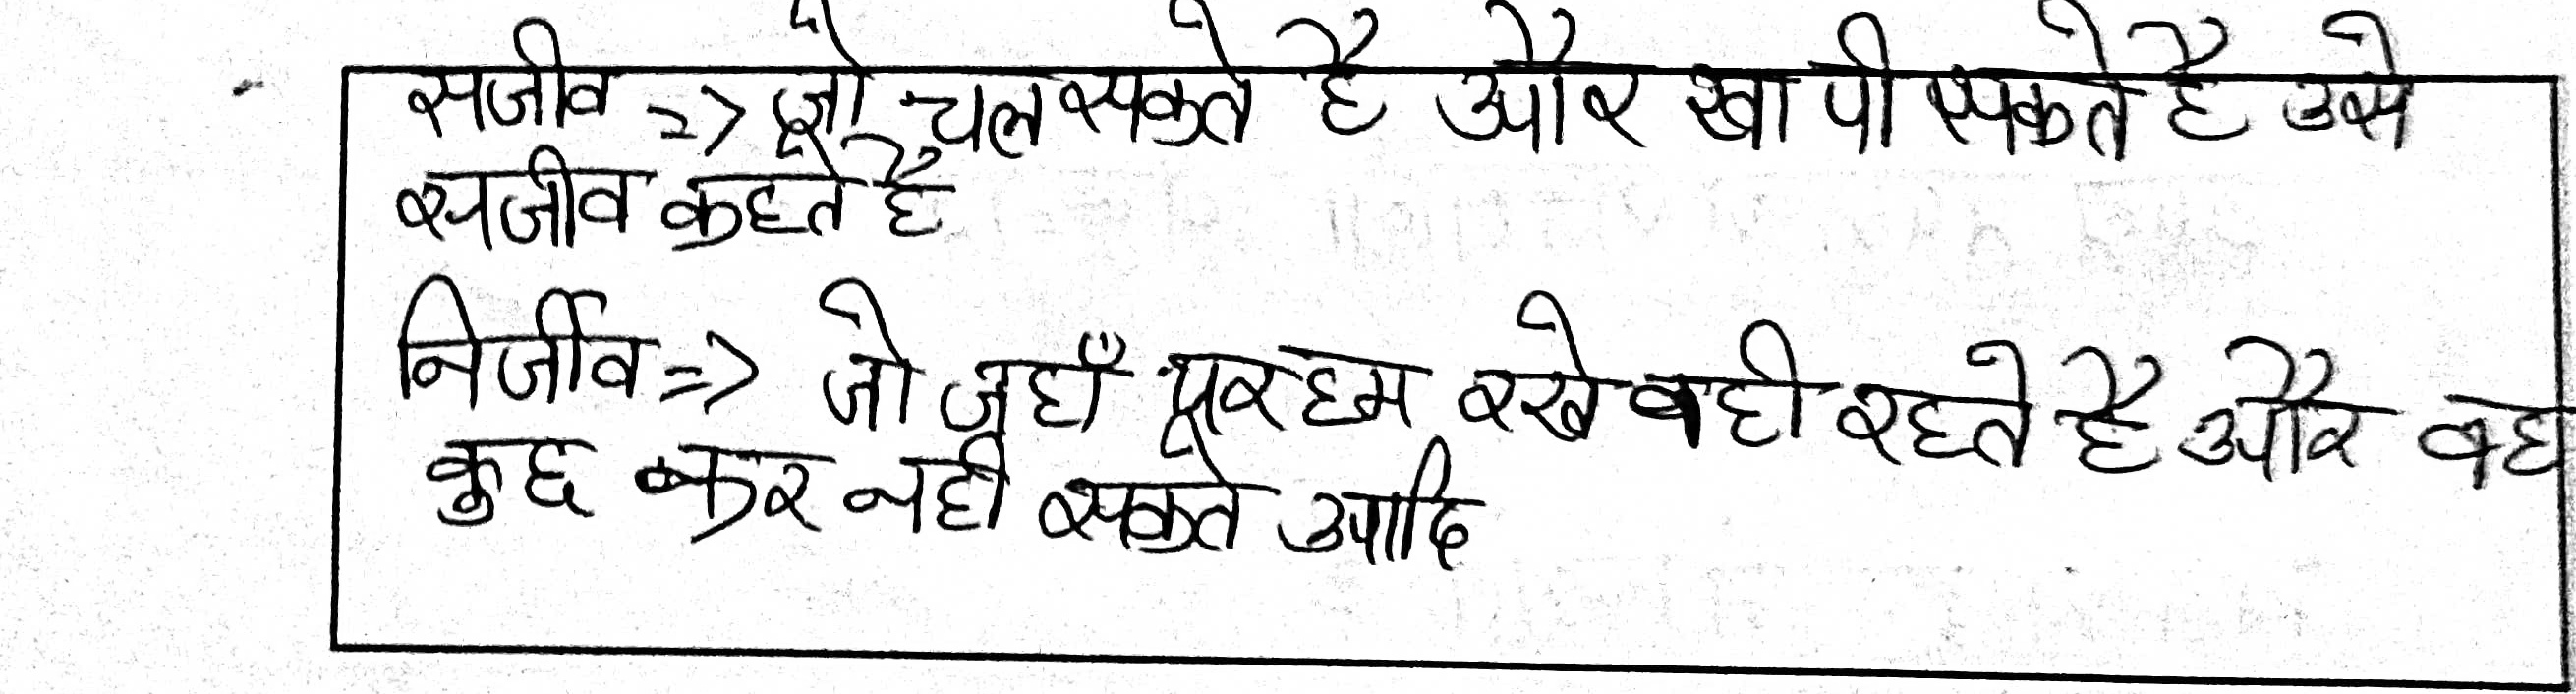 सजीव => जो चल सकते है और खा पी सकते है उसे
सजीव कहते है
निर्जीव => जो जहाँ पर हम रखे वही रहते है और वह
कुछ कर नही सकते आदि